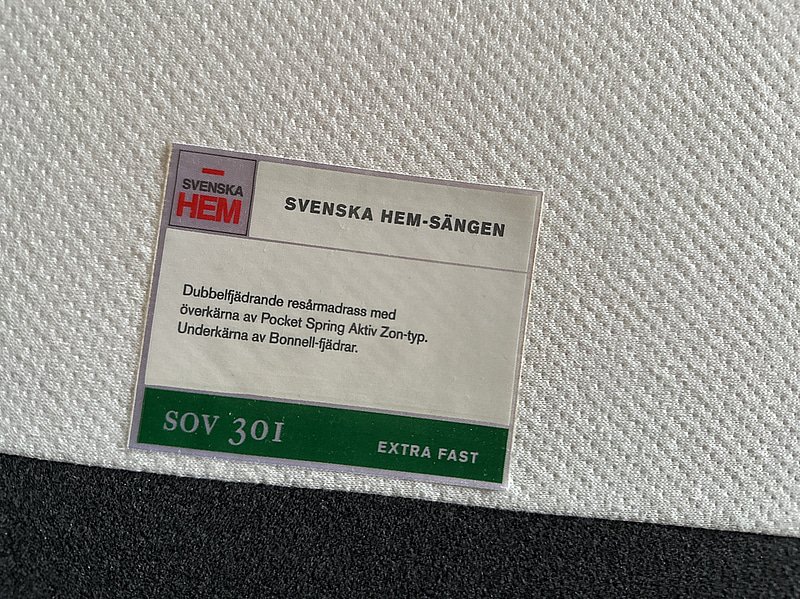 SVENSKA
HEM
SVENSKA HEM-SÄNGEN
Dubbelfjädrande resårmadrass med
överkärna av Pocket Spring Aktiv Zon-typ.
Underkärna av Bonnell-fjädrar.
SOV 301
EXTRA FAST